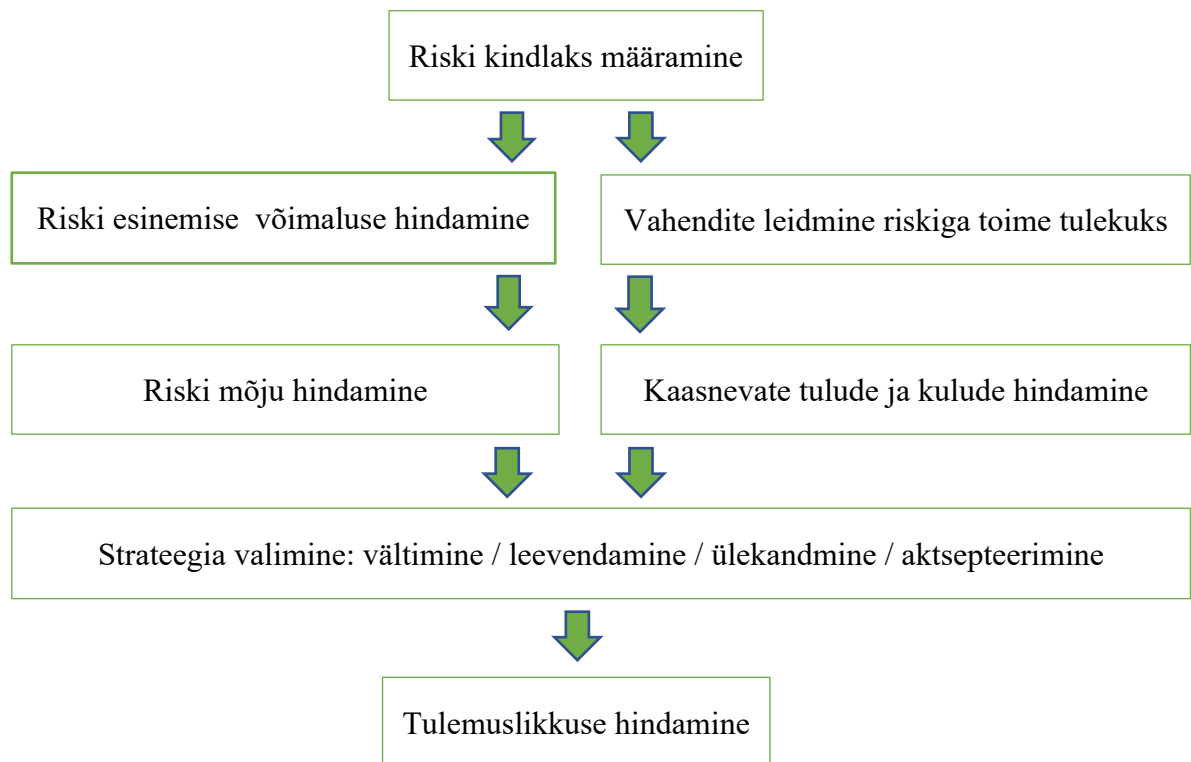 Riski kindlaks määramine
Riski esinemise võimaluse hindamine
Vahendite leidmine riskiga toime tulekuks
Riski mõju hindamine
Kaasnevate tulude ja kulude hindamine
Strateegia valimine: vältimine / leevendamine / ülekandmine / aktsepteerimine
Tulemuslikkuse hindamine